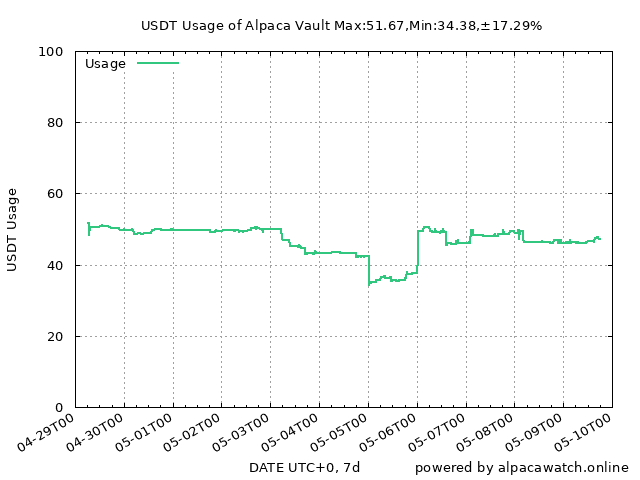 USDT Usage of Alpaca Vault Max:51.67,Min:34.38,±17.29%
100
Usage
80
60
USDT Usage
40
20
0
04-29T00
04-30T00
05-01T00
05-02T00
05-03T00
05-04T00
05-05T00
05-06T00
05-07T00
05-08T00
05-09T00
05-10T00
DATE UTC+0, 7d
powered by alpacawatch.online